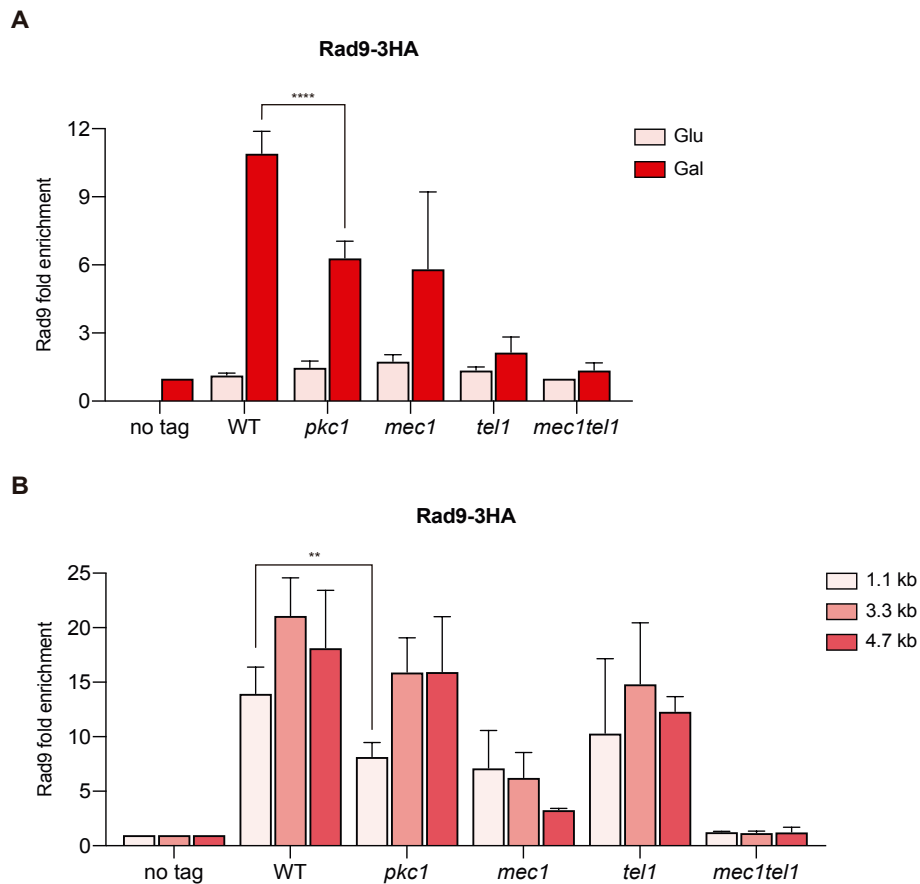 A
Rad9-3HA
****
Glu
Gal
Rad9 fold enrichment
12
9
6
3
0
no tag WT pkc1 mec1 tel1 mec1tel1
B
Rad9-3HA
**
1.1 kb
3.3 kb
4.7 kb
Rad9 fold enrichment
25
20
15
10
5
0
no tag WT pkc1 mec1 tel1 mec1tel1